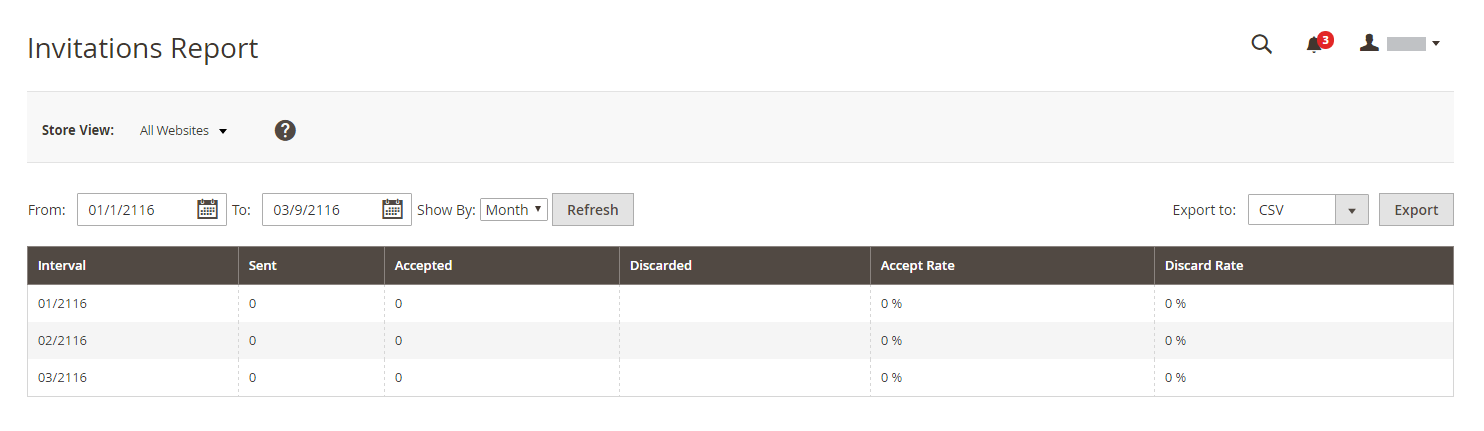 Invitations Report
3
Store View: All Websites ?
From: 01/1/2116 To: 03/9/2116 Show By: Month Refresh Export to: CSV Export
Interval Sent Accepted Discarded Accept Rate Discard Rate
01/2116 0 0 0 % 0 %
02/2116 0 0 0 % 0 %
03/2116 0 0 0 % 0 %